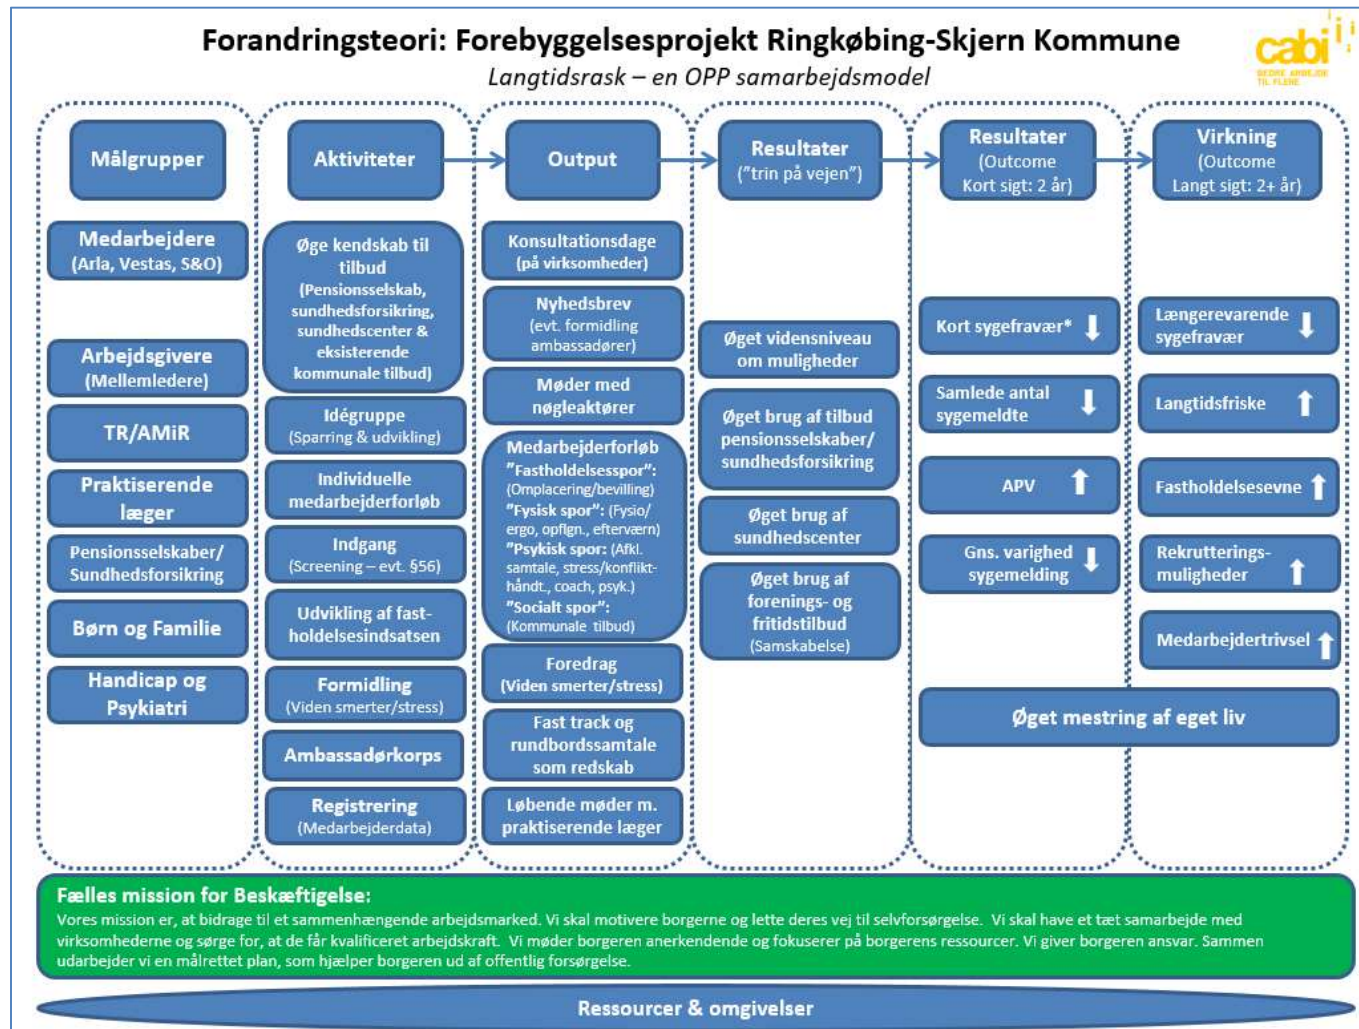 Forandringsteori: Forebyggelsesprojekt Ringkøbing-Skjern Kommune
Langtidsrask – en OPP samarbejdsmodel
cabi
BEDRE ARBEJDE
TIL FLERE
Målgrupper
Medarbejdere
(Arla, Vestas, S&O)
Arbejdsgivere
(Mellemledere)
TR/AMiR
Praktiserende
læger
Pensionsselskaber/
Sundhedsforsikring
Børn og Familie
Handicap og
Psykiatri
Aktiviteter
Øge kendskab til
tilbud
(Pensionsselskab,
sundhedsforsikring,
sundhedscenter &
eksisterende
kommunale tilbud)
Idégruppe
(Sparring & udvikling)
Individuelle
medarbejderforløb
Indgang
(Screening – evt. §56)
Udvikling af fast-
holdelsesindsatsen
Formidling
(Viden smerter/stress)
Ambassadørkorps
Registrering
(Medarbejderdata)
Output
Konsultationsdage
(på virksomheder)
Nyhedsbrev
(evt. formidling
ambassadører)
Møder med
nøgleaktører
Medarbejderforløb
”Fastholdelsesspor”:
(Omplacering/bevilling)
”Fysisk spor”: (Fysio/
ergo, opflgn., efterværn)
”Psykisk spor: (Afkl.
samtale, stress/konflikt-
håndt., coach, psyk.)
”Socialt spor”:
(Kommunale tilbud)
Foredrag
(Viden smerter/stress)
Fast track og
rundbordssamtale
som redskab
Løbende møder m.
praktiserende læger
Resultater
(”trin på vejen”)
Øget vidensniveau
om muligheder
Øget brug af tilbud
pensionsselskaber/
sundhedsforsikring
Øget brug af
sundhedscenter
Øget brug af
forenings- og
fritidstilbud
(Samskabelse)
Resultater
(Outcome
Kort sigt: 2 år)
Kort sygefravær*
Samlede antal
sygemeldte
APV
Gns. varighed
sygemelding
Virkning
(Outcome
Langt sigt: 2+ år)
Længerevarende
sygefravær
Langtidsfriske
Fastholdelsesevne
Rekrutterings-
muligheder
Medarbejdertrivsel
Øget mestring af eget liv
Fælles mission for Beskæftigelse:
Vores mission er, at bidrage til et sammenhængende arbejdsmarked. Vi skal motivere borgerne og lette deres vej til selvforsørgelse. Vi skal have et tæt samarbejde med
virksomhederne og sørge for, at de får kvalificeret arbejdskraft. Vi møder borgeren anerkendende og fokuserer på borgerens ressourcer. Vi giver borgeren ansvar. Sammen
udarbejder vi en målrettet plan, som hjælper borgeren ud af offentlig forsørgelse.
Ressourcer & omgivelser